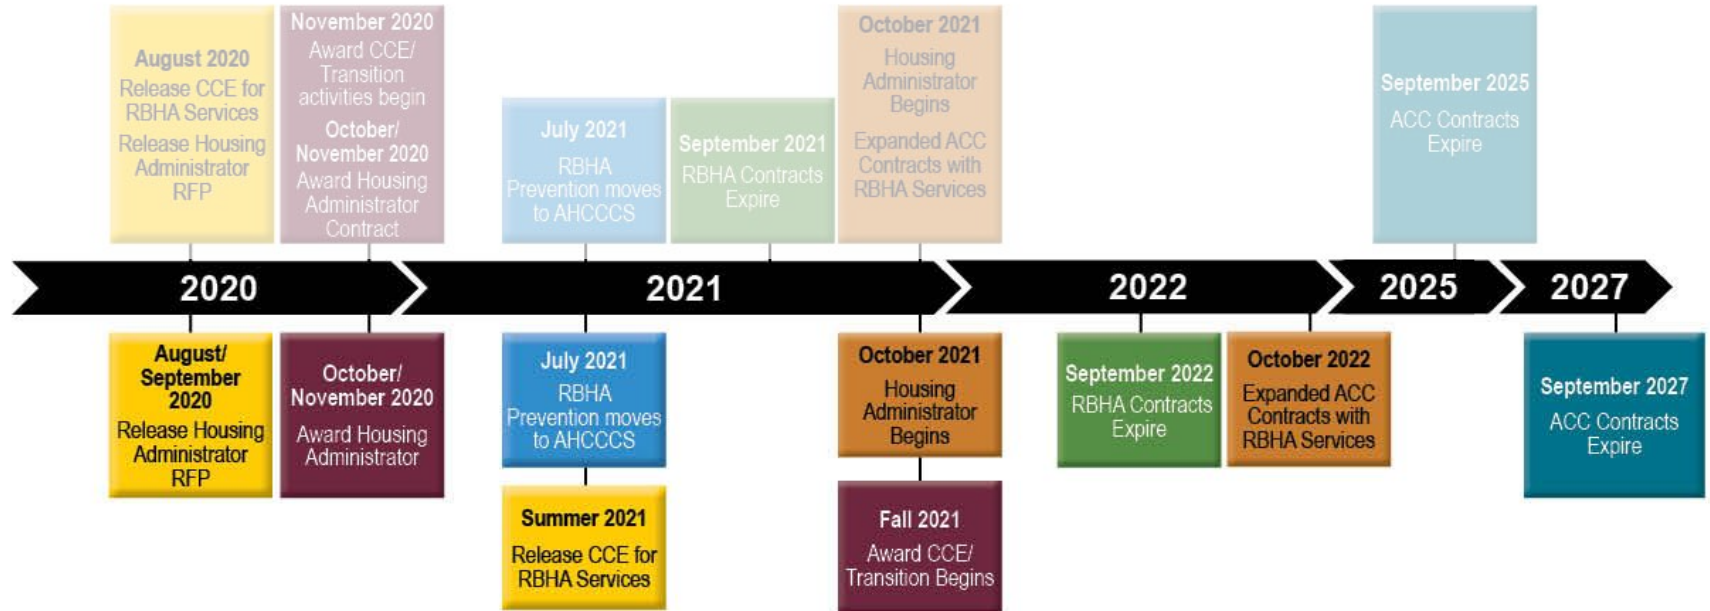 August 2020
Release CCE for
RBHA Services
Release Housing
Administrator
RFP
November 2020
Award CCE/
Transition
activities begin
October/
November 2020
Award Housing
Administrator
Contract
July 2021
RBHA
Prevention moves
to AHCCCS
September 2021
RBHA Contracts
Expire
October 2021
Housing
Administrator
Begins
Expanded ACC
Contracts with
RBHA Services
September 2025
ACC Contracts
Expire
2020
2021
2022
2025
2027
August/
September
2020
Release Housing
Administrator
RFP
October/
November 2020
Award Housing
Administrator
July 2021
RBHA
Prevention moves
to AHCCCS
Summer 2021
Release CCE for
RBHA Services
October 2021
Housing
Administrator
Begins
Fall 2021
Award CCE/
Transition Begins
September 2022
RBHA Contracts
Expire
October 2022
Expanded ACC
Contracts with
RBHA Services
September 2027
ACC Contracts
Expire